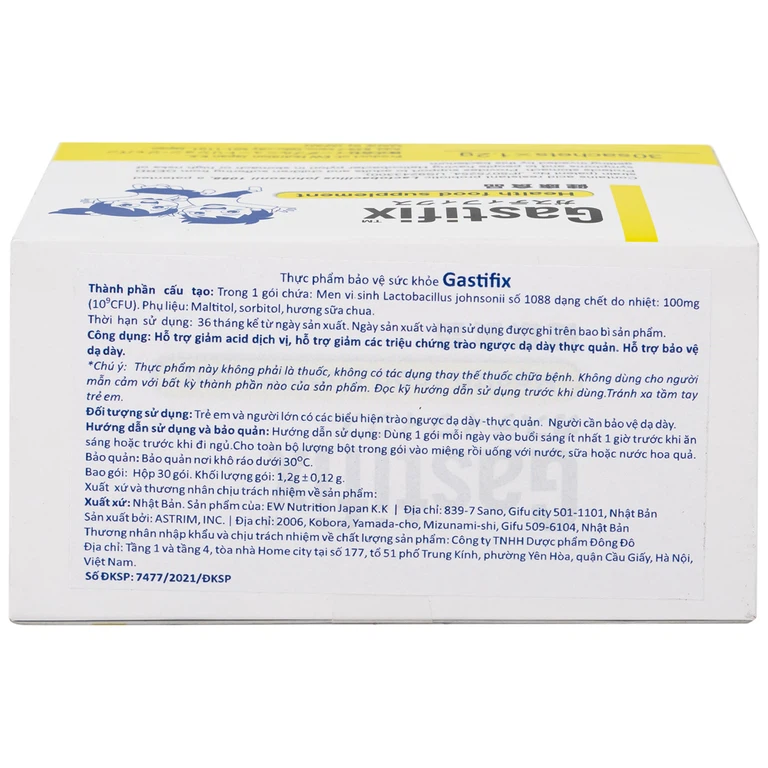 30sachets×1.2g
健康食品
Health food supplement
ガスティフィクス
Gastifix™
Thực phẩm bảo vệ sức khỏe Gastifix
Thành phần cấu tạo: Trong 1 gói chứa: Men vi sinh Lactobacillus johnsonii số 1088 dạng chết do nhiệt: 100mg
(10⁹CFU). Phụ liệu: Maltitol, sorbitol, hương sữa chua.
Thời hạn sử dụng: 36 tháng kể từ ngày sản xuất. Ngày sản xuất và hạn sử dụng được ghi trên bao bì sản phẩm.
Công dụng: Hỗ trợ giảm acid dịch vị, hỗ trợ giảm các triệu chứng trào ngược dạ dày thực quản. Hỗ trợ bảo vệ
dạ dày.
*Chú ý: Thực phẩm này không phải là thuốc, không có tác dụng thay thế thuốc chữa bệnh. Không dùng cho người
mẫn cảm với bất kỳ thành phần nào của sản phẩm. Đọc kỹ hướng dẫn sử dụng trước khi dùng.Tránh xa tầm tay
trẻ em.
Đối tượng sử dụng: Trẻ em và người lớn có các biểu hiện trào ngược dạ dày -thực quản. Người cần bảo vệ dạ dày.
Hướng dẫn sử dụng và bảo quản: Hướng dẫn sử dụng: Dùng 1 gói mỗi ngày vào buổi sáng ít nhất 1 giờ trước khi ăn
sáng hoặc trước khi đi ngủ.Cho toàn bộ lượng bột trong gói vào miệng rồi uống với nước, sữa hoặc nước hoa quả.
Bảo quản: Bảo quản nơi khô ráo dưới 30⁰C.
Bao gói: Hộp 30 gói. Khối lượng gói: 1,2g ± 0,12 g.
Xuất xứ và thương nhân chịu trách nhiệm về sản phẩm:
Xuất xứ: Nhật Bản. Sản phẩm của: EW Nutrition Japan K.K | Địa chỉ: 839-7 Sano, Gifu city 501-1101, Nhật Bản
Sản xuất bởi: ASTRIM, INC. | Địa chỉ: 2006, Kobora, Yamada-cho, Mizunami-shi, Gifu 509-6104, Nhật Bản
Thương nhân nhập khẩu và chịu trách nhiệm về chất lượng sản phẩm: Công ty TNHH Dược phẩm Đông Đô
Địa chỉ: Tầng 1 và tầng 4, tòa nhà Home city tại số 177, tổ 51 phố Trung Kính, phường Yên Hòa, quận Cầu Giấy, Hà Nội,
Việt Nam.
Số ĐKSP: 7477/2021/ĐKSP